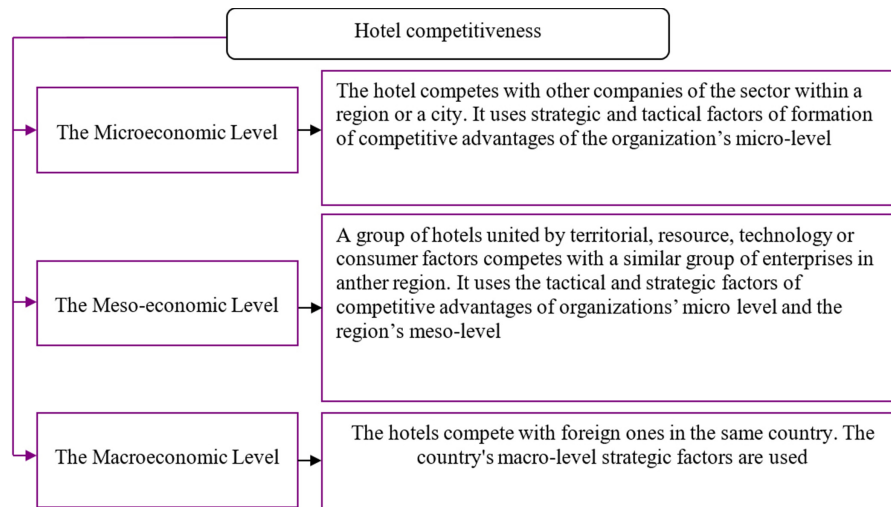 Hotel competitiveness
The Microeconomic Level
The hotel competes with other companies of the sector within a
region or a city. It uses strategic and tactical factors of formation
of competitive advantages of the organization’s micro-level
The Meso-economic Level
A group of hotels united by territorial, resource, technology or
consumer factors competes with a similar group of enterprises in
anther region. It uses the tactical and strategic factors of
competitive advantages of organizations’ micro level and the
region’s meso-level
The Macroeconomic Level
The hotels compete with foreign ones in the same country. The
country's macro-level strategic factors are used